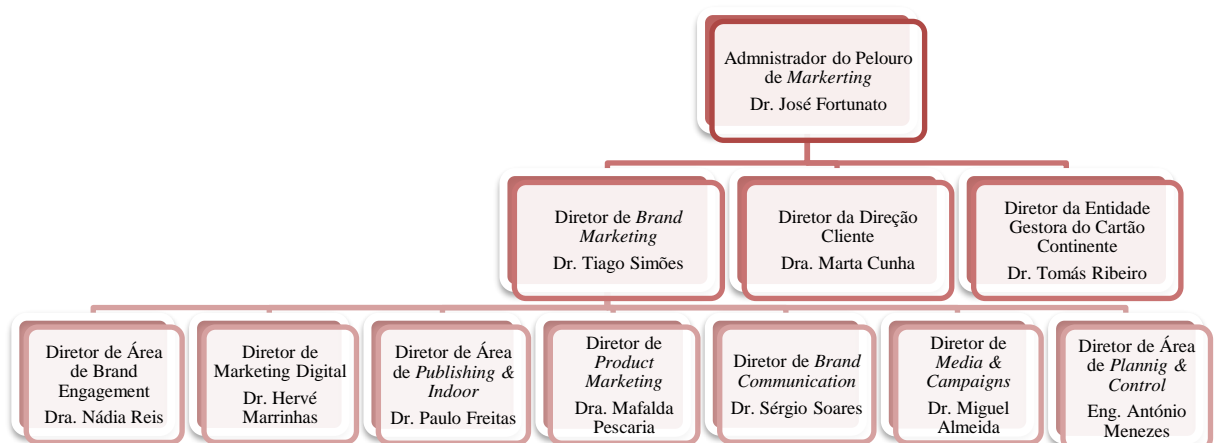 Admnistrador do Pelouro
de Markerting
Dr. José Fortunato
Diretor de Brand
Marketing
Dr. Tiago Simões
Diretor da Direção
Cliente
Dra. Marta Cunha
Diretor da Entidade
Gestora do Cartão
Continente
Dr. Tomás Ribeiro
Diretor de Área
de Brand
Engagement
Dra. Nádia Reis
Diretor de
Marketing Digital
Dr. Hervé
Marrinhas
Diretor de Área
de Publishing &
Indoor
Dr. Paulo Freitas
Diretor de
Product
Marketing
Dra. Mafalda
Pescaria
Diretor de Brand
Communication
Dr. Sérgio Soares
Diretor de
Media &
Campaigns
Dr. Miguel
Almeida
Diretor de Área
de Plannig &
Control
Eng. António
Menezes